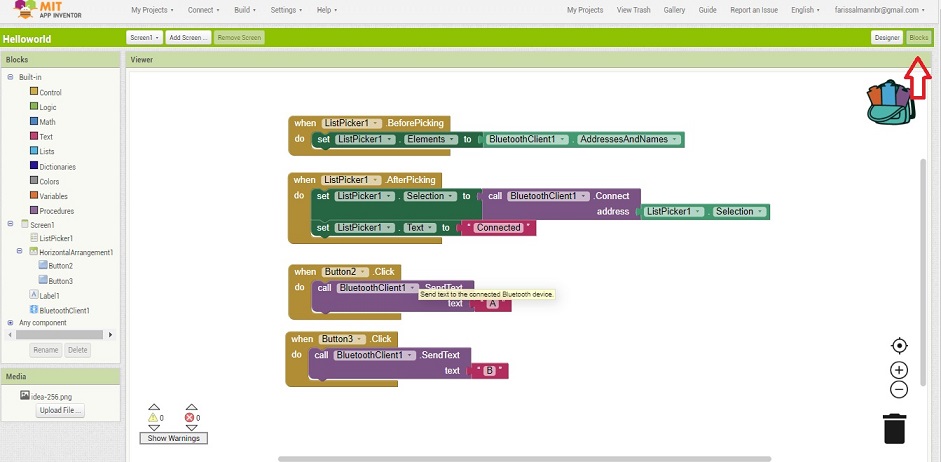 MIT
APP INVENTOR
My Projects Connect Build Settings Help My Projects View Trash Gallery Guide Report an Issue English farissalmannbr@gmail.com
Helloworld Screen1 Add Screen ... Remove Screen Designer Blocks
Blocks Viewer
Built-in
Control
Logic
Math
Text
Lists
Dictionaries
Colors
Variables
Procedures
Screen1
ListPicker1
HorizontalArrangement1
Button2
Button3
Label1
BluetoothClient1
Any component
Rename Delete
Media
idea-256.png
Upload File ...
when ListPicker1 .BeforePicking
do set ListPicker1 . Elements to BluetoothClient1 . AddressesAndNames
when ListPicker1 .AfterPicking
do set ListPicker1 . Selection to call BluetoothClient1 .Connect
address ListPicker1 . Selection
set ListPicker1 . Text to " Connected "
when Button2 .Click
do call BluetoothClient1 .SendText
Send text to the connected Bluetooth device.
text " A "
when Button3 .Click
do call BluetoothClient1 .SendText
text " B "
0 0
Show Warnings